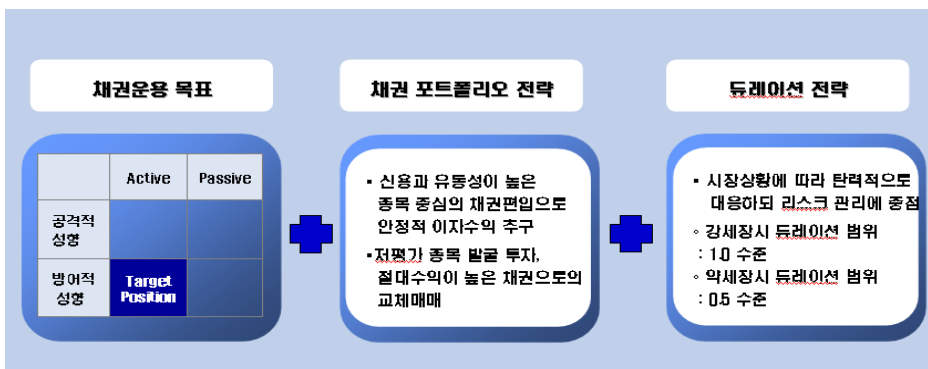 채권운용 목표
Active Passive
공격적
성향
방어적
성향
Target
Position
채권 포트폴리오 전략
▪ 신용과 유동성이 높은
종목 중심의 채권편입으로
안정적 이자수익 추구
▪저평가 종목 발굴 투자,
절대수익이 높은 채권으로의
교체매매
듀레이션 전략
▪ 시장상황에 따라 탄력적으로
대응하되 리스크 관리에 중점
◦ 강세장시 듀레이션 범위
: 1.0 수준
◦ 약세장시 듀레이션 범위
: 0.5 수준